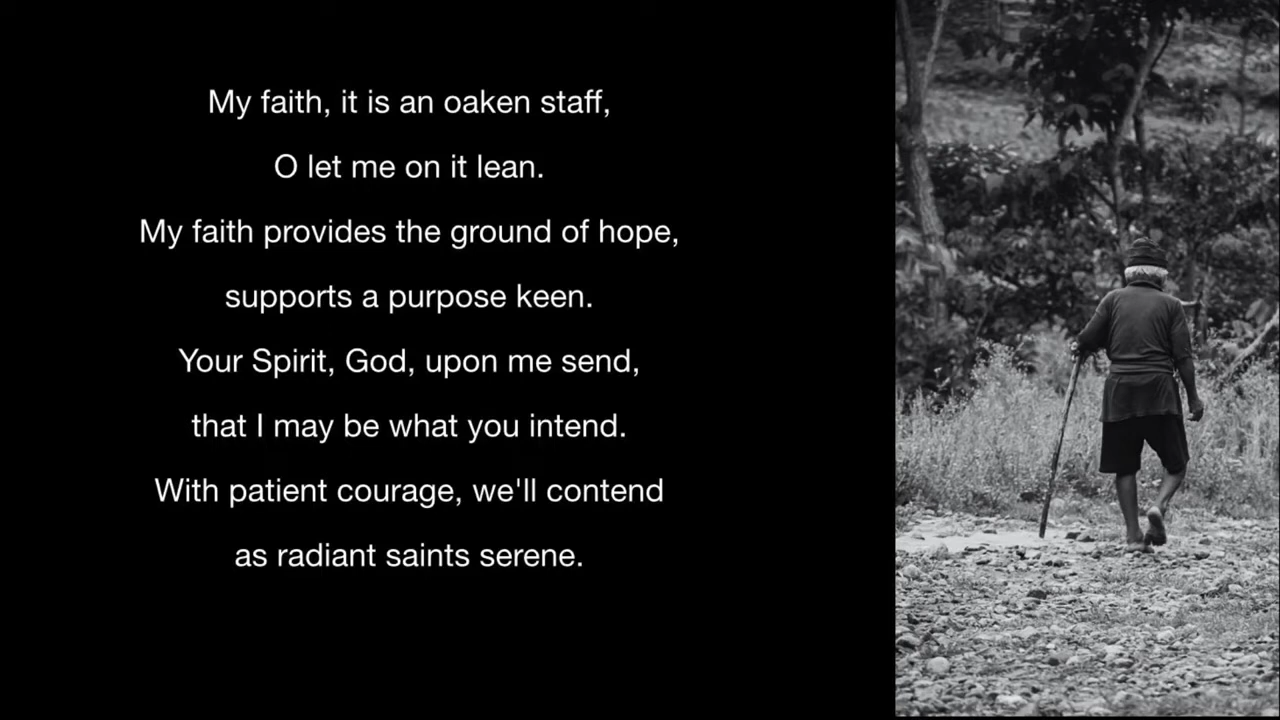 My faith, it is an oaken staff,
O let me on it lean.
My faith provides the ground of hope,
supports a purpose keen.
Your Spirit, God, upon me send,
that I may be what you intend.
With patient courage, we'll contend
as radiant saints serene.